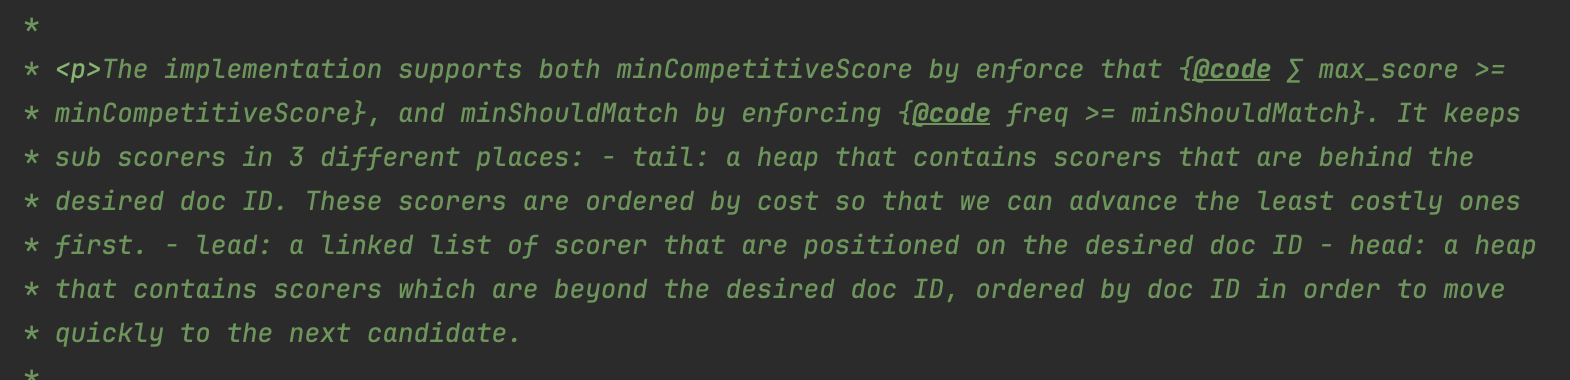 *
* <p>The implementation supports both minCompetitiveScore by enforce that {@code ∑ max_score >=
* minCompetitiveScore}, and minShouldMatch by enforcing {@code freq >= minShouldMatch}. It keeps
* sub scorers in 3 different places: - tail: a heap that contains scorers that are behind the
* desired doc ID. These scorers are ordered by cost so that we can advance the least costly ones
* first. - lead: a linked list of scorer that are positioned on the desired doc ID - head: a heap
* that contains scorers which are beyond the desired doc ID, ordered by doc ID in order to move
* quickly to the next candidate.
*